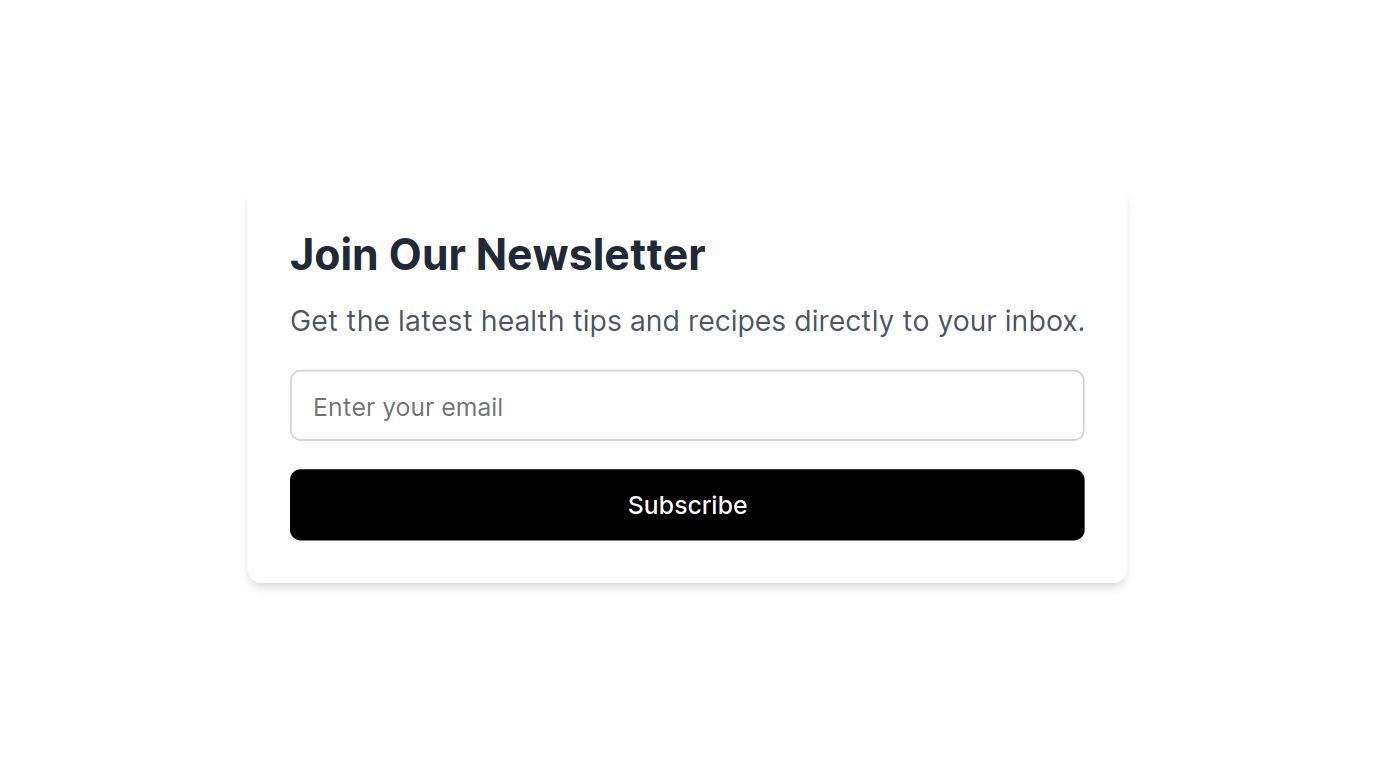 Join Our Newsletter
Get the latest health tips and recipes directly to your inbox.
Enter your email
Subscribe